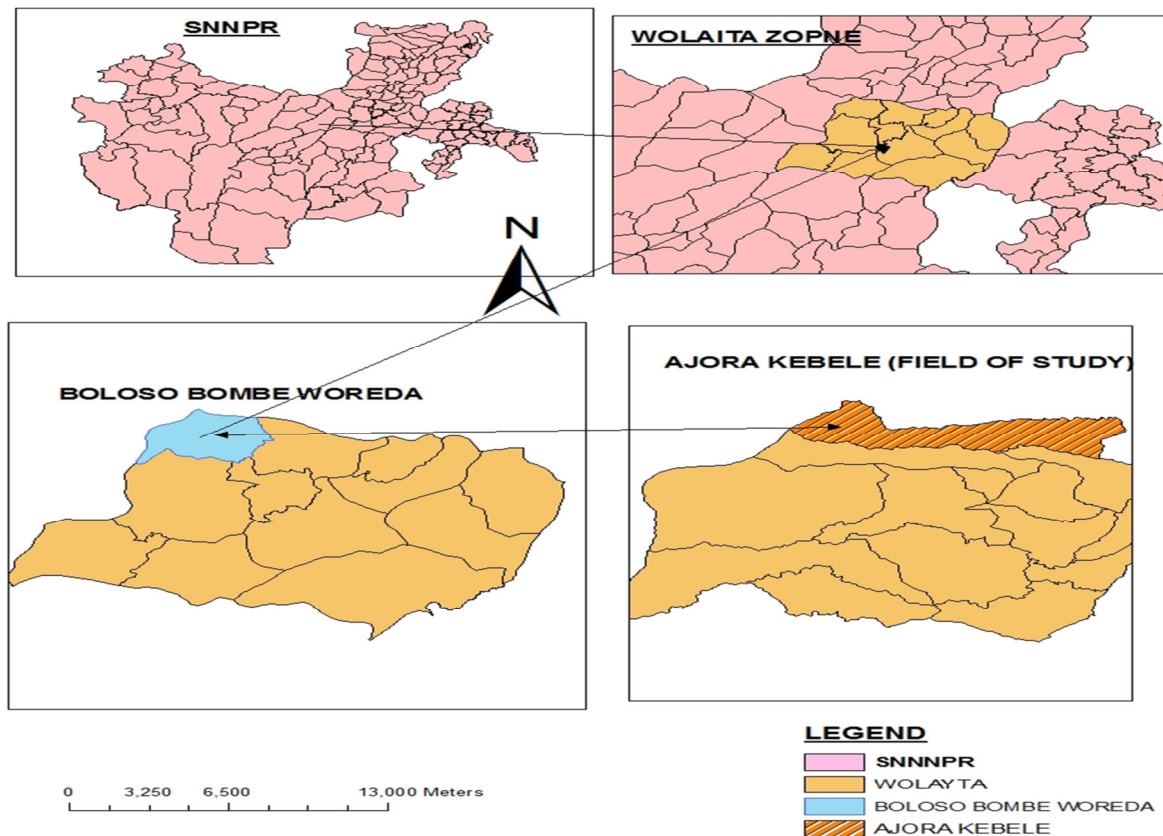 SNNPR
WOLAITA ZOPNE
N
BOLOSO BOMBE WOREDA
AJORA KEBELE (FIELD OF STUDY)
LEGEND
SNNNPR
WOLAYTA
BOLOSO BOMBE WOREDA
AJORA KEBELE
0 3,250 6,500 13,000 Meters